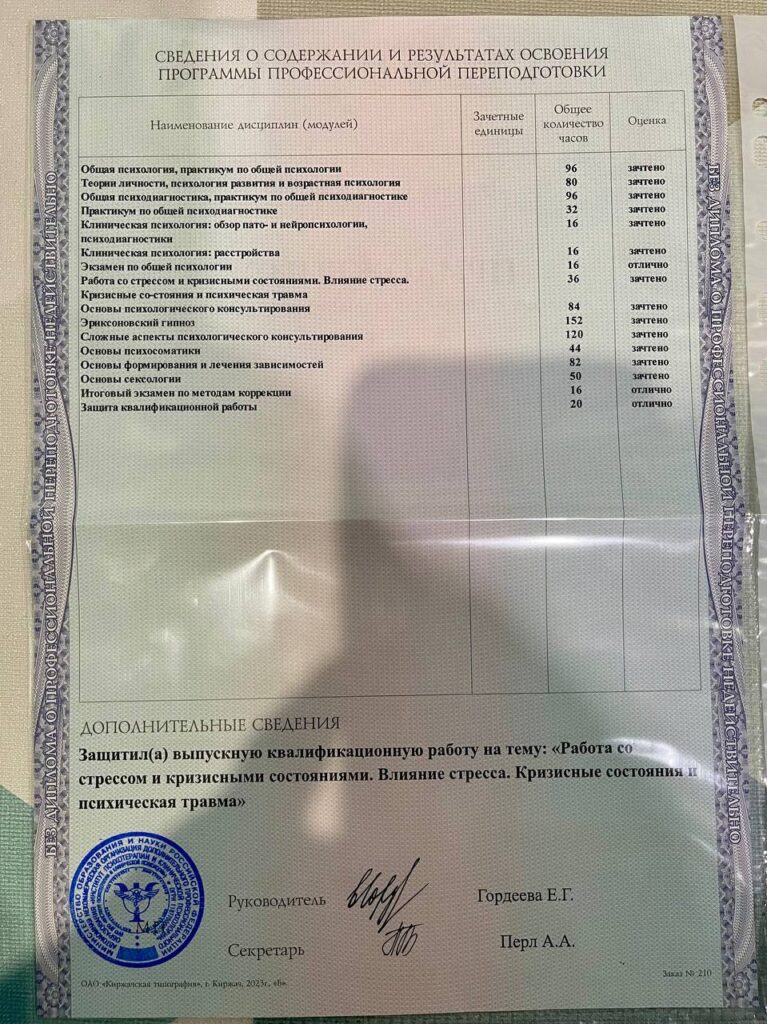 СВЕДЕНИЯ О СОДЕРЖАНИИ И РЕЗУЛЬТАТАХ ОСВОЕНИЯ
ПРОГРАММЫ ПРОФЕССИОНАЛЬНОЙ ПЕРЕПОДГОТОВКИ
Наименование дисциплин (модулей) Зачетные единицы Общее количество часов Оценка
Общая психология, практикум по общей психологии 96 зачтено
Теории личности, психология развития и возрастная психология 80 зачтено
Общая психодиагностика, практикум по общей психодиагностике 96 зачтено
Практикум по общей психодиагностике 32 зачтено
Клиническая психология: обзор пато- и нейропсихологии, 16 зачтено
психодиагностики
Клиническая психология: расстройства 16 зачтено
Экзамен по общей психологии 16 отлично
Работа со стрессом и кризисными состояниями. Влияние стресса. 36 зачтено
Кризисные со-стояния и психическая травма
Основы психологического консультирования 84 зачтено
Эриксоновский гипноз 152 зачтено
Сложные аспекты психологического консультирования 120 зачтено
Основы психосоматики 44 зачтено
Основы формирования и лечения зависимостей 82 зачтено
Основы сексологии 50 зачтено
Итоговый экзамен по методам коррекции 16 отлично
Защита квалификационной работы 20 отлично
ДОПОЛНИТЕЛЬНЫЕ СВЕДЕНИЯ
Защитил(а) выпускную квалификационную работу на тему: «Работа со
стрессом и кризисными состояниями. Влияние стресса. Кризисные состояния и
психическая травма»
Руководитель Гордеева Е.Г.
М.П.
Секретарь Перл А.А.
ОАО «Киржачская типография», г. Киржач, 2023г., «Б».
Заказ № 210
БЕЗ ДИПЛОМА О ПРОФЕССИОНАЛЬНОЙ ПЕРЕПОДГОТОВКЕ НЕДЕЙСТВИТЕЛЬНО
БЕЗ ДИПЛОМА О ПРОФЕССИОНАЛЬНОЙ ПЕРЕПОДГОТОВКЕ НЕДЕЙСТВИТЕЛЬНО
МИНИСТЕРСТВО ОБРАЗОВАНИЯ И НАУКИ РОССИЙСКОЙ ФЕДЕРАЦИИ